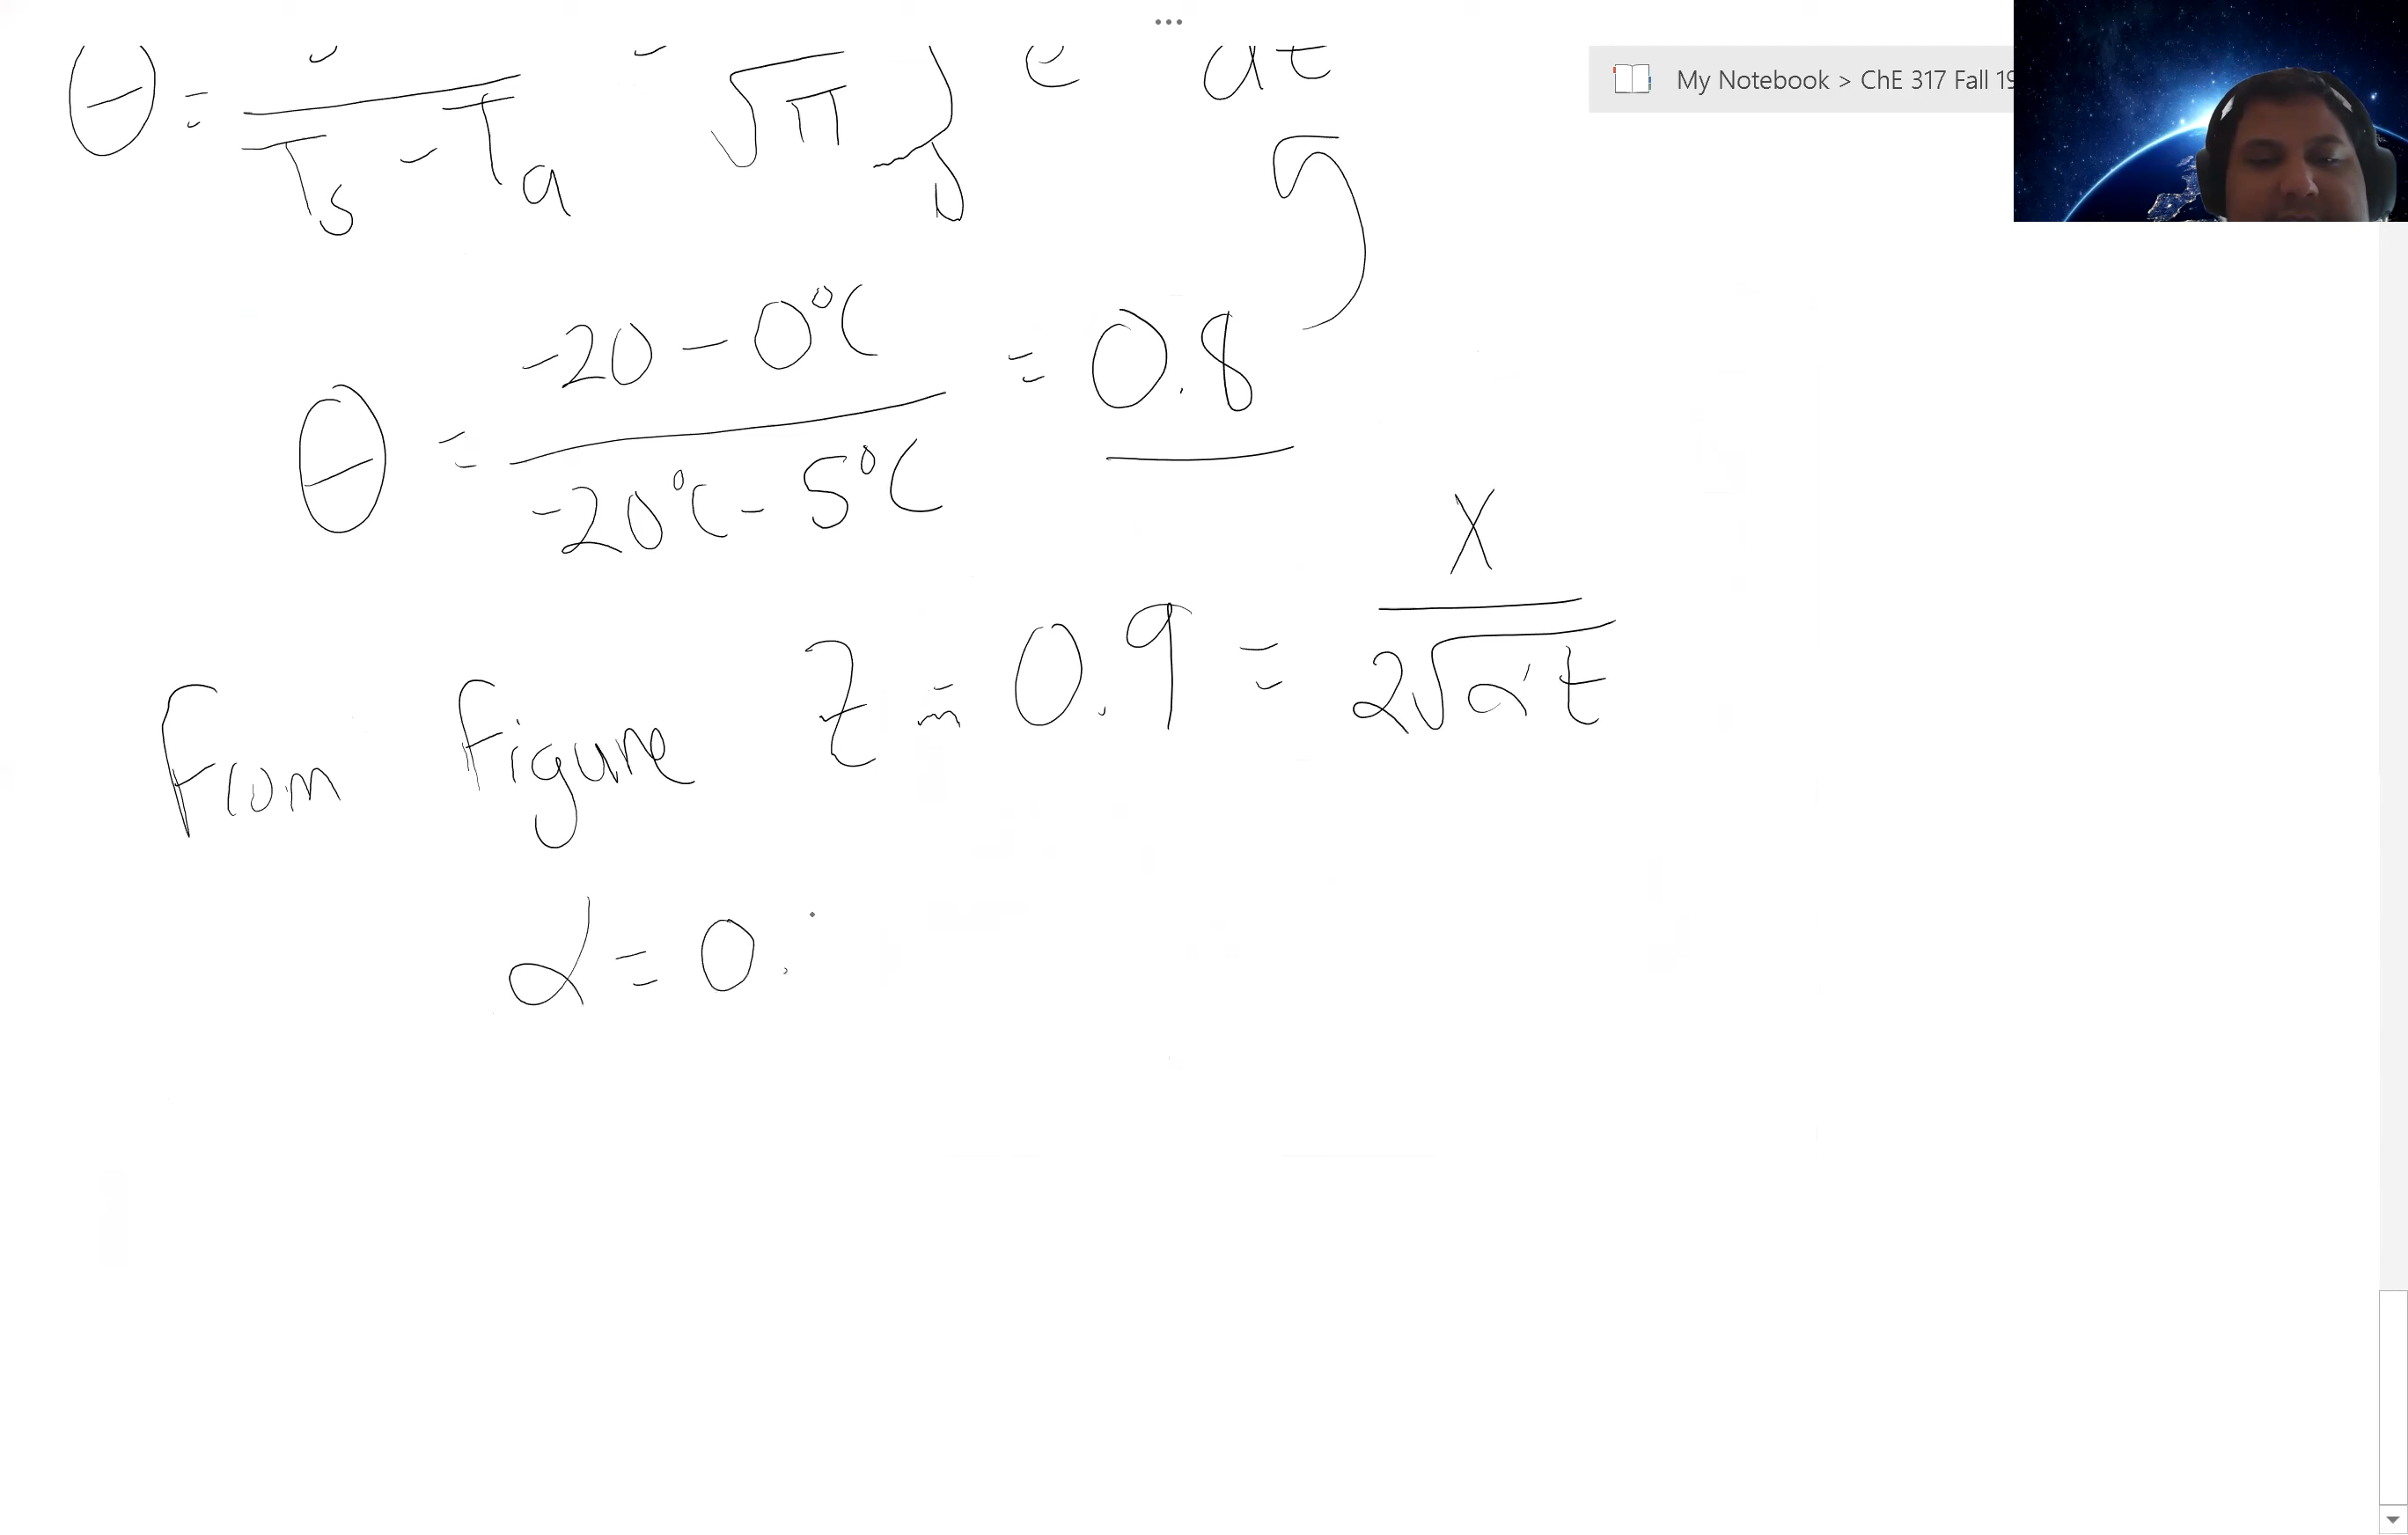 ...
My Notebook > ChE 317 Fall 19
θ = / Ts - Ta = √π ∫ e dt
θ = -20 - 0°C / -20°C - 5°C = 0.8
From figure Z = 0.9 = X / 2√αt
α = 0.